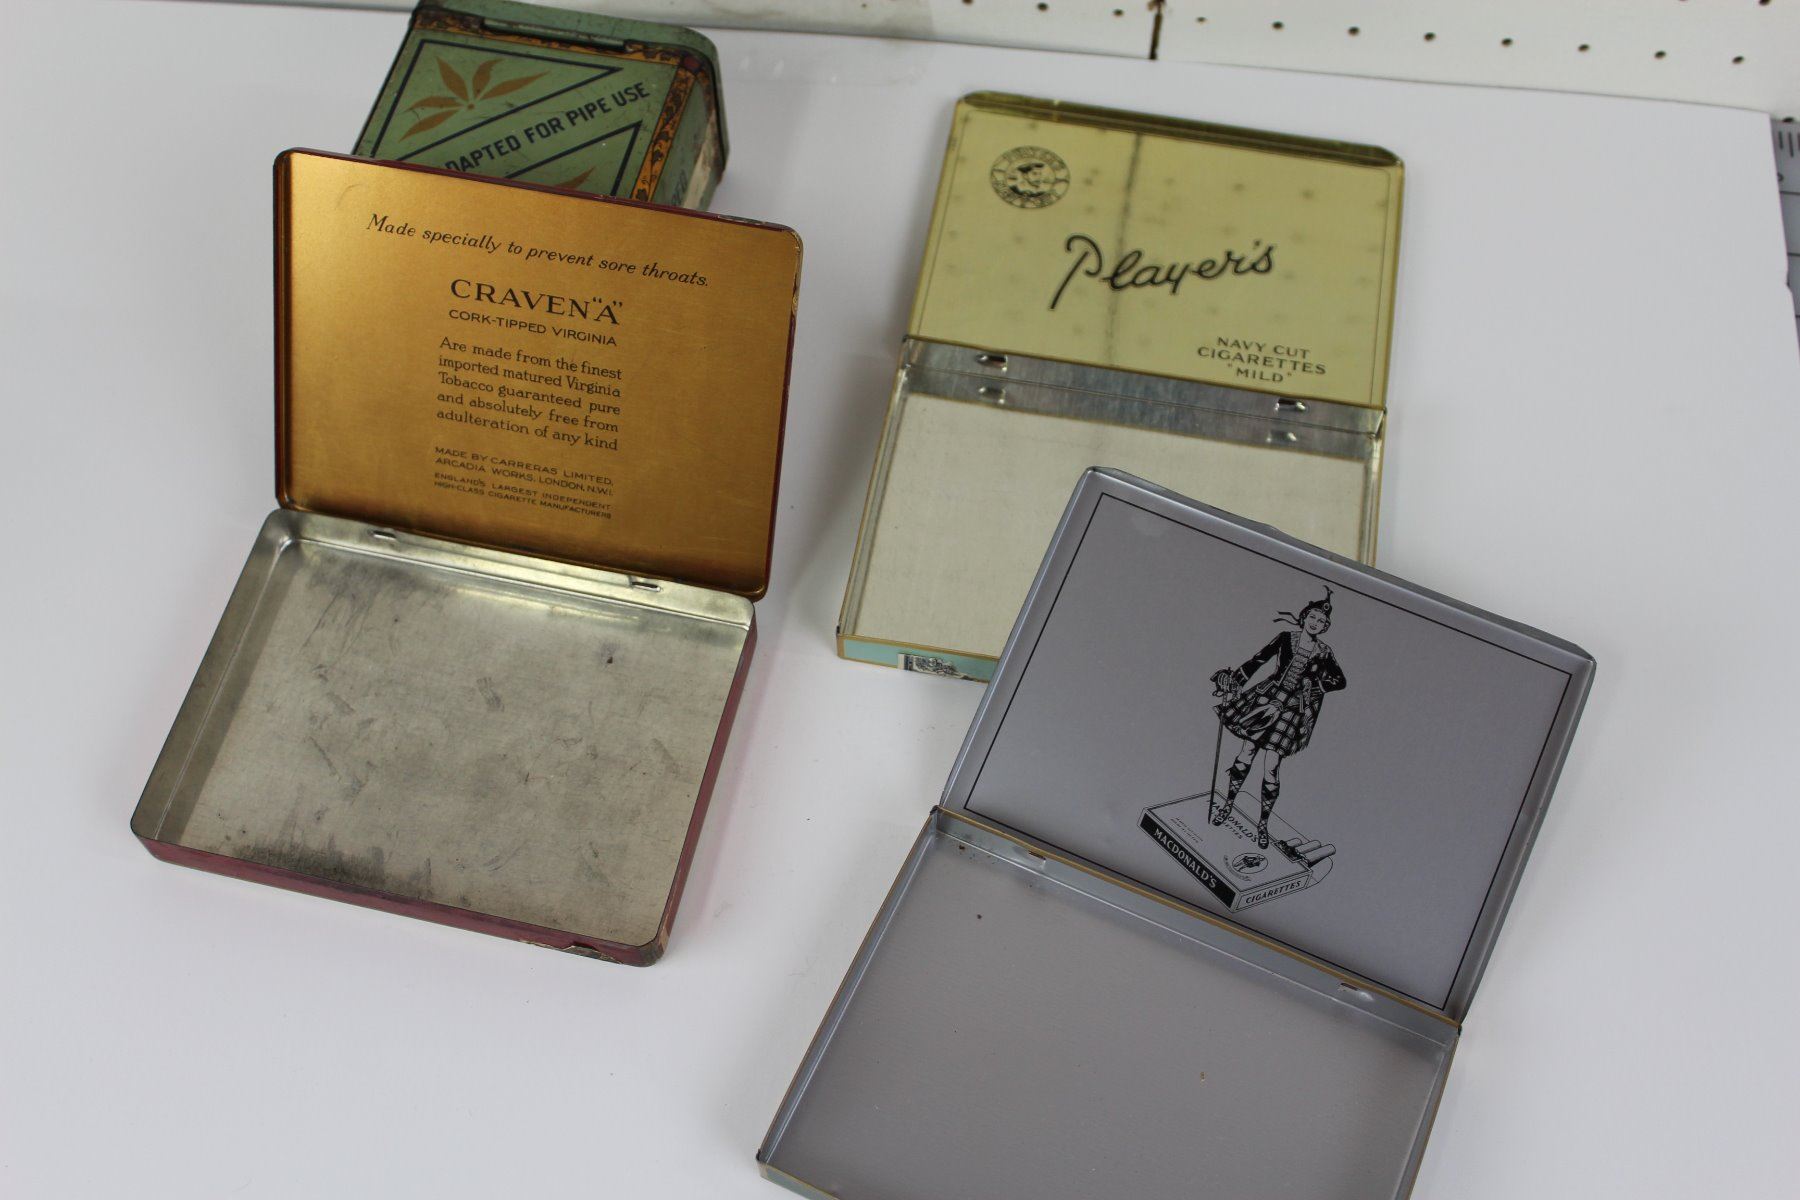 ADAPTED FOR PIPE USE
Made specially to prevent sore throats.
CRAVEN "A"
CORK-TIPPED VIRGINIA
Are made from the finest
imported matured Virginia
Tobacco guaranteed pure
and absolutely free from
adulteration of any kind
MADE BY CARRERAS LIMITED,
ARCADIA WORKS, LONDON, N.W.1.
ENGLAND'S LARGEST INDEPENDENT
HIGH-CLASS CIGARETTE MANUFACTURERS
Player's
NAVY CUT
CIGARETTES
"MILD"
MACDONALD'S
CIGARETTES